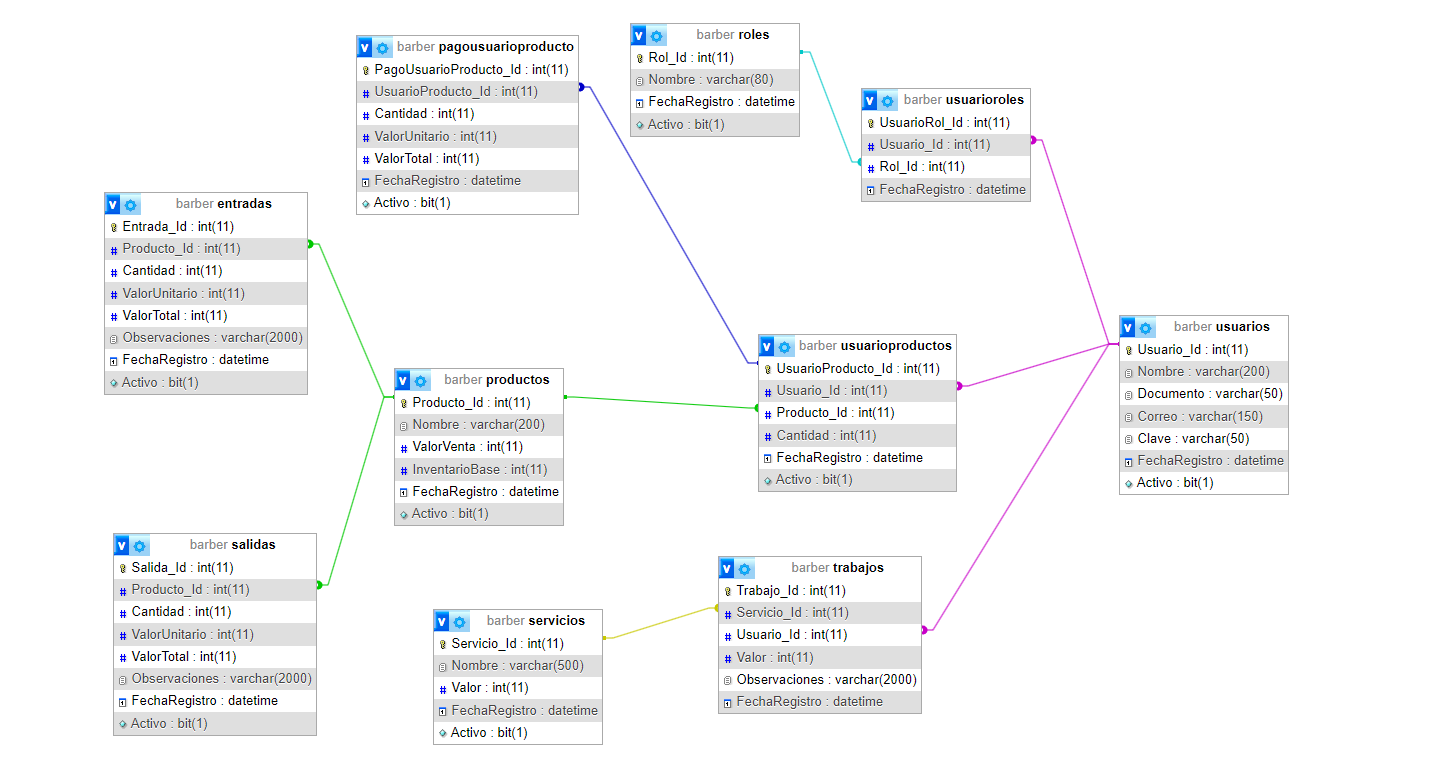 barber pagousuarioproducto
PagoUsuarioProducto_Id : int(11)
UsuarioProducto_Id : int(11)
Cantidad : int(11)
ValorUnitario : int(11)
ValorTotal : int(11)
FechaRegistro : datetime
Activo : bit(1)
barber roles
Rol_Id : int(11)
Nombre : varchar(80)
FechaRegistro : datetime
Activo : bit(1)
barber usuarioroles
UsuarioRol_Id : int(11)
Usuario_Id : int(11)
Rol_Id : int(11)
FechaRegistro : datetime
barber entradas
Entrada_Id : int(11)
Producto_Id : int(11)
Cantidad : int(11)
ValorUnitario : int(11)
ValorTotal : int(11)
Observaciones : varchar(2000)
FechaRegistro : datetime
Activo : bit(1)
barber productos
Producto_Id : int(11)
Nombre : varchar(200)
ValorVenta : int(11)
InventarioBase : int(11)
FechaRegistro : datetime
Activo : bit(1)
barber usuarioproductos
UsuarioProducto_Id : int(11)
Usuario_Id : int(11)
Producto_Id : int(11)
Cantidad : int(11)
FechaRegistro : datetime
Activo : bit(1)
barber usuarios
Usuario_Id : int(11)
Nombre : varchar(200)
Documento : varchar(50)
Correo : varchar(150)
Clave : varchar(50)
FechaRegistro : datetime
Activo : bit(1)
barber salidas
Salida_Id : int(11)
Producto_Id : int(11)
Cantidad : int(11)
ValorUnitario : int(11)
ValorTotal : int(11)
Observaciones : varchar(2000)
FechaRegistro : datetime
Activo : bit(1)
barber servicios
Servicio_Id : int(11)
Nombre : varchar(500)
Valor : int(11)
FechaRegistro : datetime
Activo : bit(1)
barber trabajos
Trabajo_Id : int(11)
Servicio_Id : int(11)
Usuario_Id : int(11)
Valor : int(11)
Observaciones : varchar(2000)
FechaRegistro : datetime